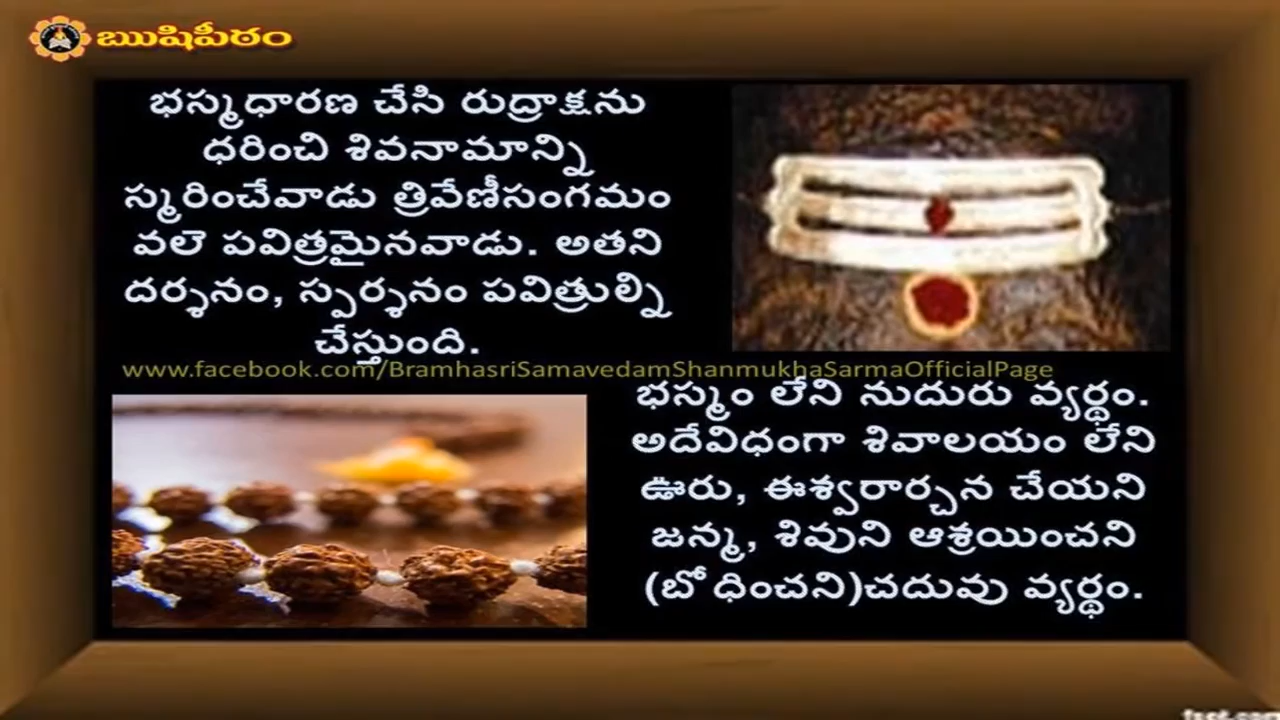 ఋషిపీఠం
భస్మధారణ చేసి రుద్రాక్షను
ధరించి శివనామాన్ని
స్మరించేవాడు త్రివేణీసంగమం
వలె పవిత్రమైనవాడు. అతని
దర్శనం, స్పర్శనం పవిత్రుల్ని
చేస్తుంది.
www.facebook.com/BramhasriSamavedamShanmukhaSarmaOfficialPage
భస్మం లేని నుదురు వ్యర్థం.
అదేవిధంగా శివాలయం లేని
ఊరు, ఈశ్వరార్చన చేయని
జన్మ, శివుని ఆశ్రయించని
(బోధించని)చదువు వ్యర్థం.